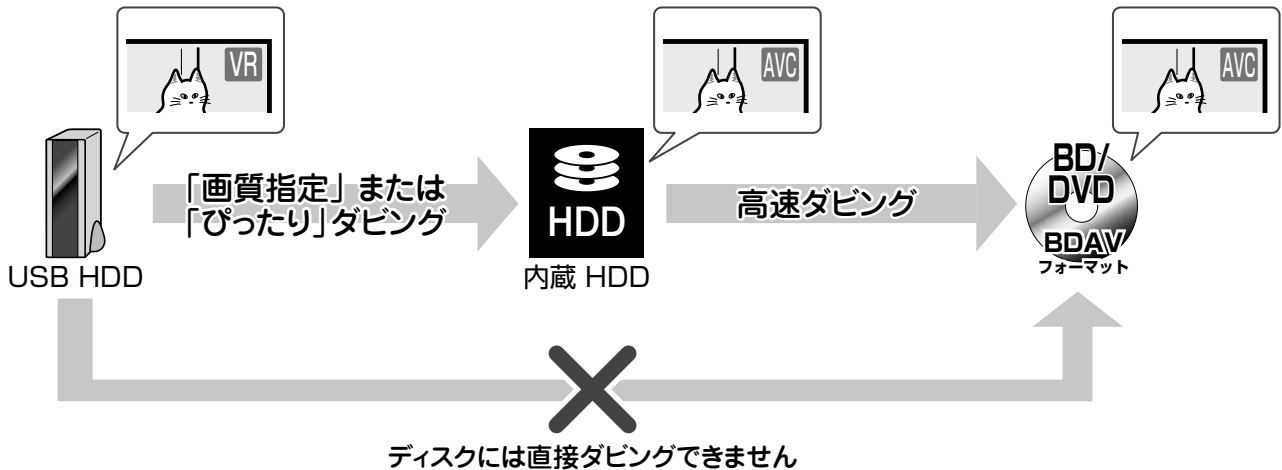 VR
AVC
AVC
「画質指定」または
「ぴったり」ダビング
HDD
高速ダビング
BD/
DVD
BDAV
フォーマット
USB HDD
内蔵 HDD
ディスクには直接ダビングできません